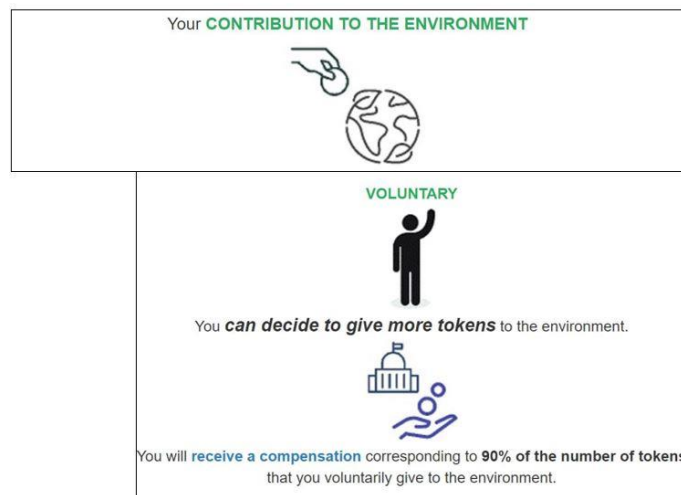 Your CONTRIBUTION TO THE ENVIRONMENT
VOLUNTARY
You can decide to give more tokens to the environment.
You will receive a compensation corresponding to 90% of the number of tokens
that you voluntarily give to the environment.